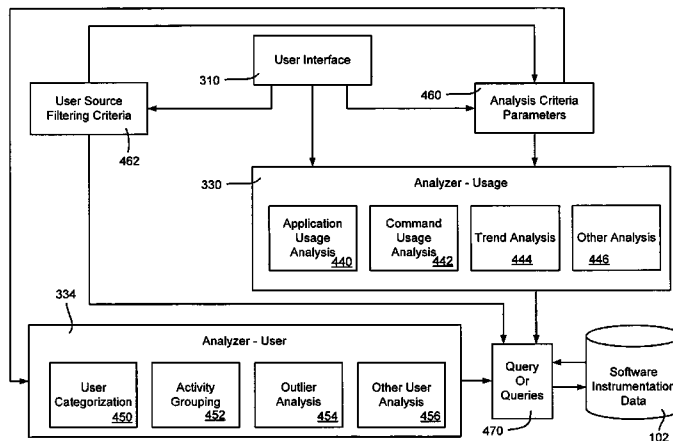 User Interface
310
460
User Source
Filtering Criteria
462
Analysis Criteria
Parameters
330
Analyzer - Usage
Application
Usage
Analysis
440
Command
Usage
Analysis
442
Trend Analysis
444
Other Analysis
446
334
Analyzer - User
User
Categorization
450
Activity
Grouping
452
Outlier
Analysis
454
Other User
Analysis
456
Query
Or
Queries
470
Software
Instrumentation
Data
102